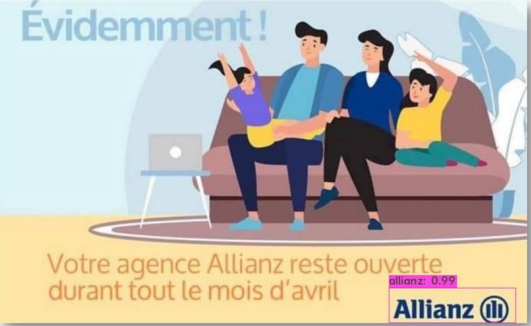 Évidemment !
Votre agence Allianz reste ouverte
durant tout le mois d'avril
allianz: 0.99
Allianz